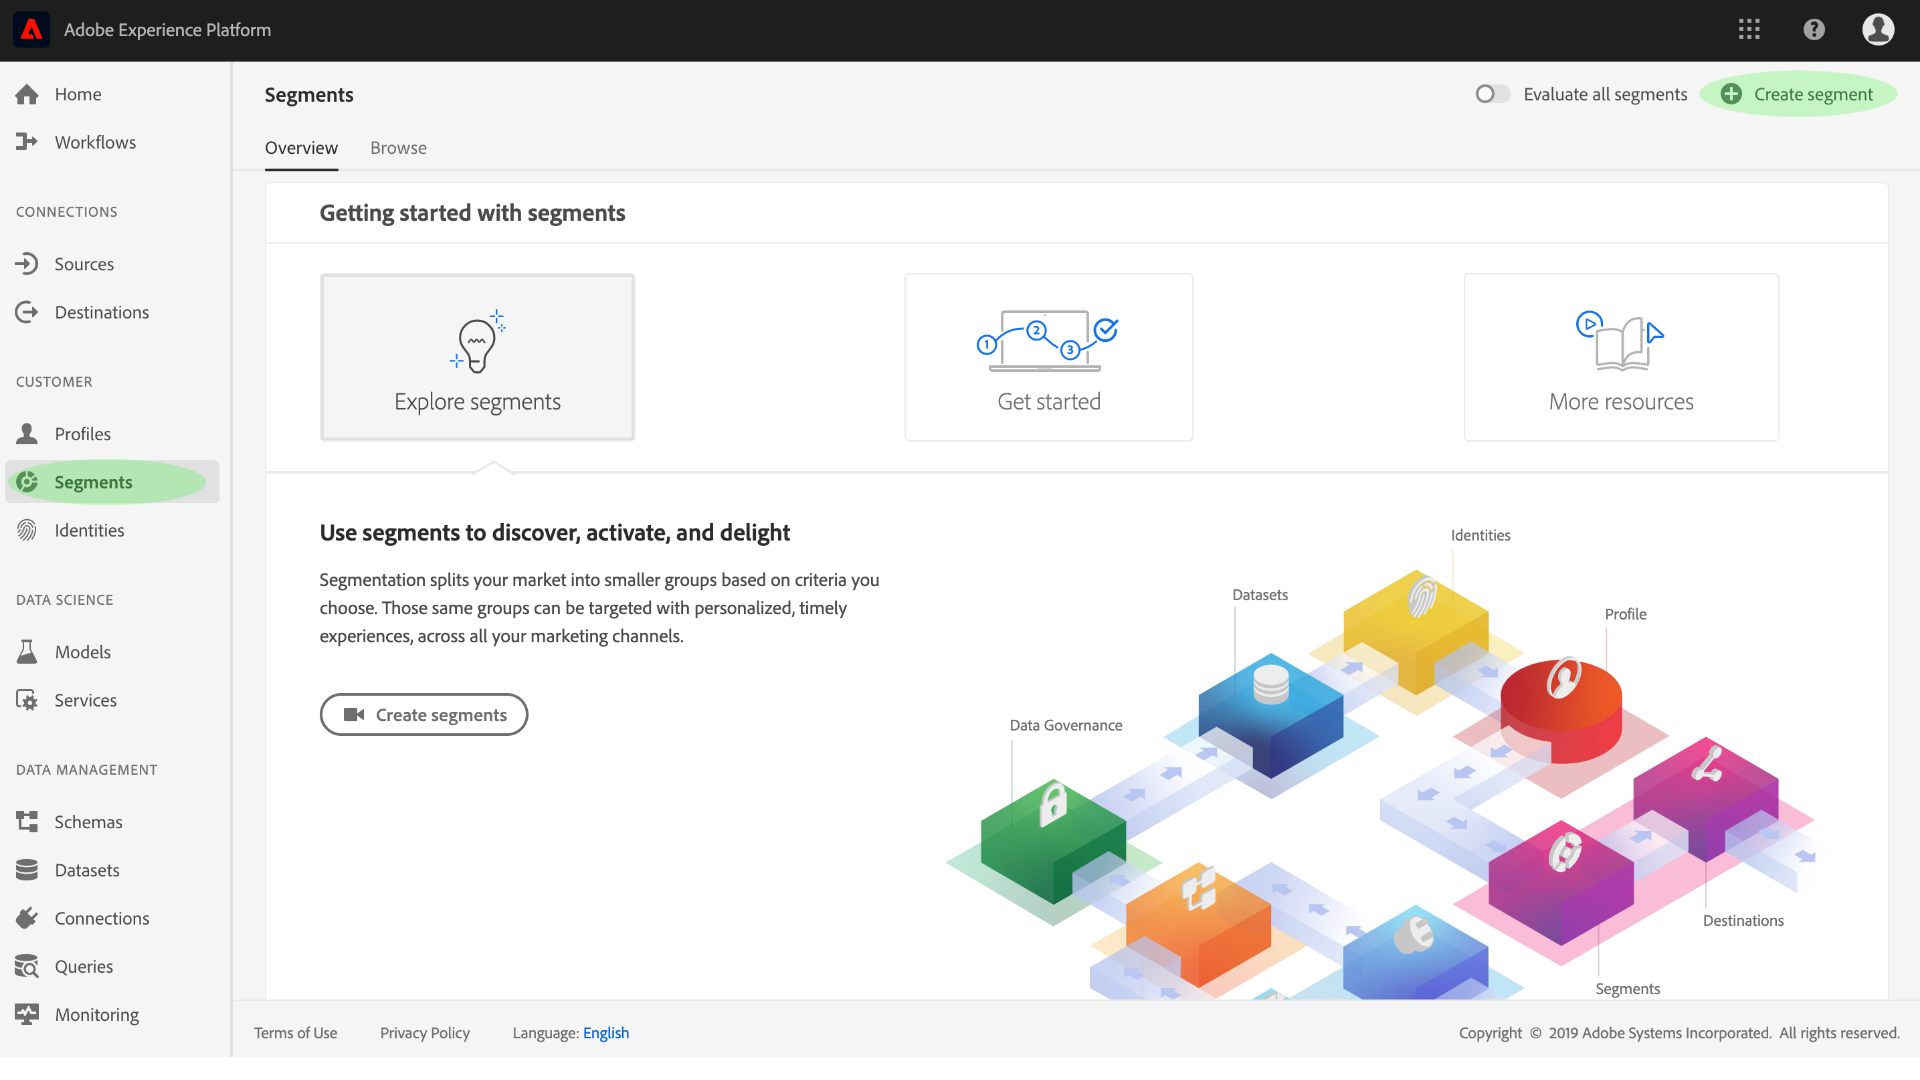 Adobe Experience Platform
Home
Workflows
CONNECTIONS
Sources
Destinations
CUSTOMER
Profiles
Segments
Identities
DATA SCIENCE
Models
Services
DATA MANAGEMENT
Schemas
Datasets
Connections
Queries
Monitoring
Segments
Evaluate all segments
Create segment
Overview Browse
Getting started with segments
Explore segments
1 2 3
Get started
More resources
Use segments to discover, activate, and delight
Segmentation splits your market into smaller groups based on criteria you
choose. Those same groups can be targeted with personalized, timely
experiences, across all your marketing channels.
Create segments
Identities
Datasets
Profile
Data Governance
Destinations
Segments
Terms of Use Privacy Policy Language: English
Copyright © 2019 Adobe Systems Incorporated. All rights reserved.